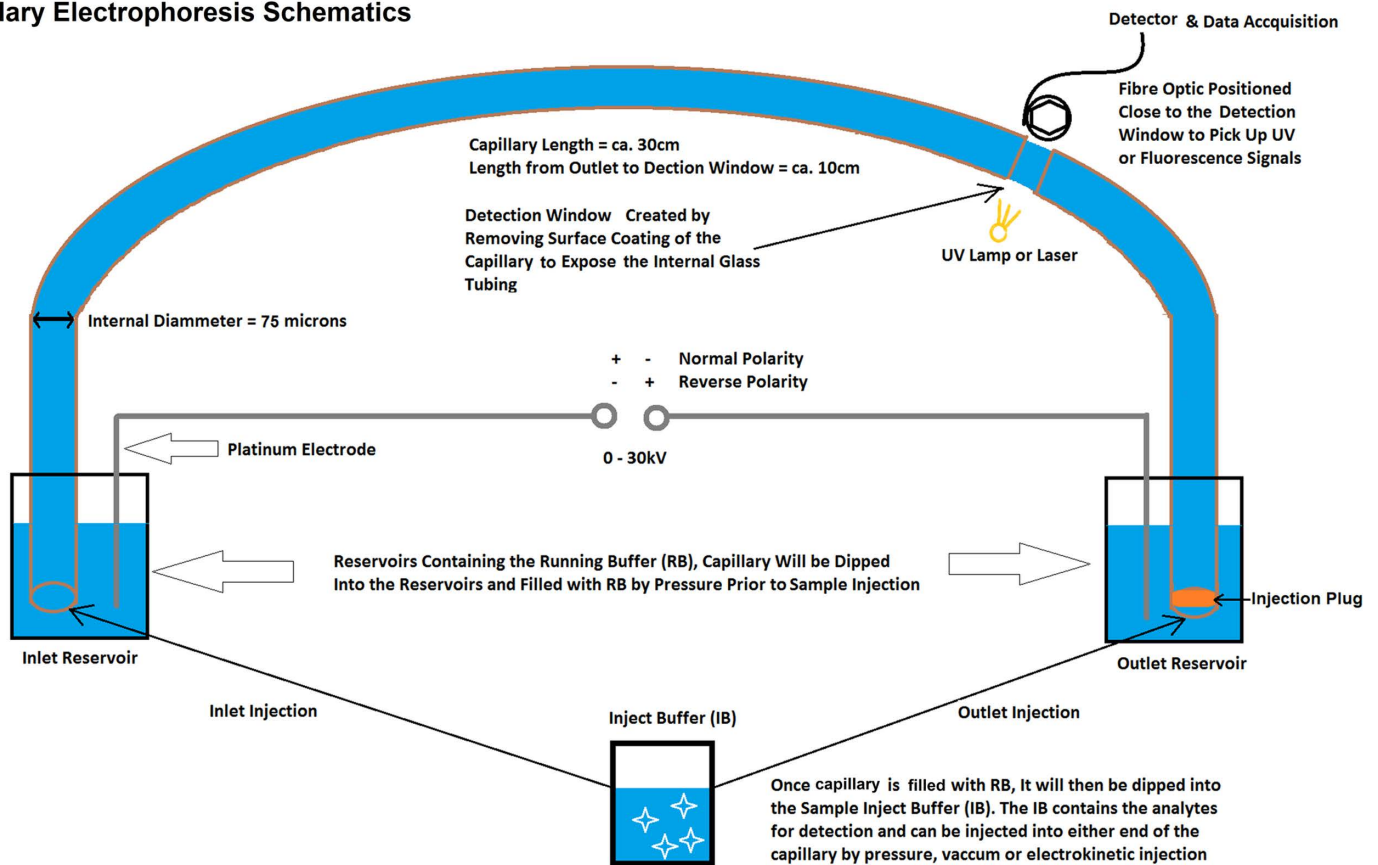 lary Electrophoresis Schematics
Detector & Data Accquisition
Fibre Optic Positioned
Close to the Detection
Window to Pick Up UV
or Fluorescence Signals
Capillary Length = ca. 30cm
Length from Outlet to Dection Window = ca. 10cm
Detection Window Created by
Removing Surface Coating of the
Capillary to Expose the Internal Glass
Tubing
UV Lamp or Laser
Internal Diammeter = 75 microns
+ - Normal Polarity
- + Reverse Polarity
Platinum Electrode
0 - 30kV
Reservoirs Containing the Running Buffer (RB), Capillary Will be Dipped
Into the Reservoirs and Filled with RB by Pressure Prior to Sample Injection
Injection Plug
Inlet Reservoir
Outlet Reservoir
Inlet Injection
Inject Buffer (IB)
Outlet Injection
Once capillary is filled with RB, It will then be dipped into
the Sample Inject Buffer (IB). The IB contains the analytes
for detection and can be injected into either end of the
capillary by pressure, vaccum or electrokinetic injection